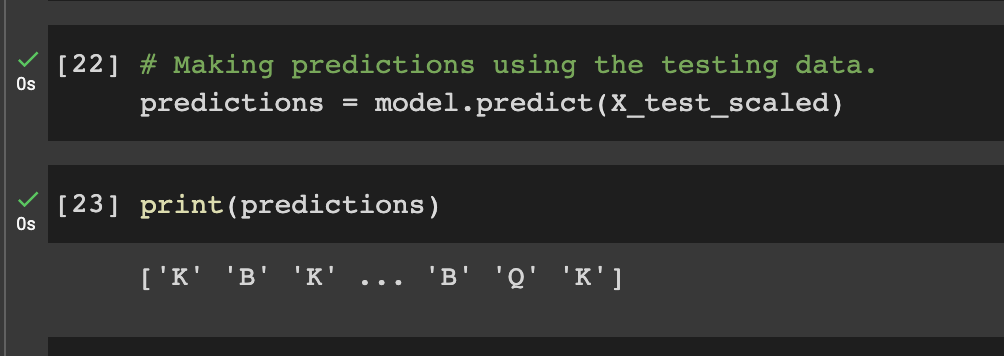 [22] # Making predictions using the testing data.
0s
predictions = model.predict(X_test_scaled)
[23] print(predictions)
0s
['K' 'B' 'K' ... 'B' 'Q' 'K']